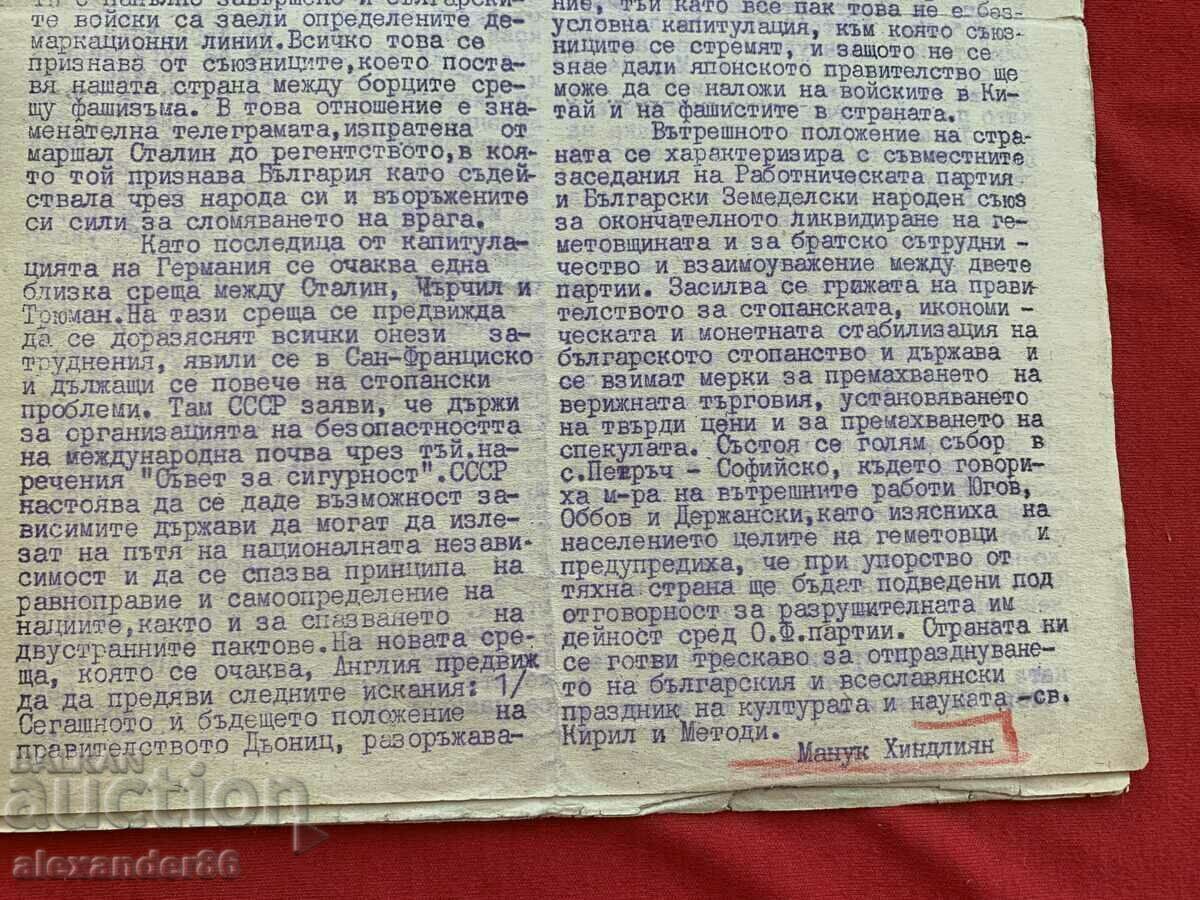 те войски са заели определените де-
маркационни линии.Всичко това се
признава от съюзниците,което поста-
вя нашата страна между борците сре-
щу фашизъма. В това отношение е зна-
менателна телеграмата,изпратена от
маршал Сталин до регентството,в коя-
то той признава България като съдей-
ствала чрез народа си и въоръжените
си сили за сломяването на врага.
Като последица от капитула-
цията на Германия се очаква една
близка среща между Сталин, Чърчил и
Трюман.На тази среща се предвижда
да се доразяснят всички онези за-
труднения, явили се в Сан-Франциско
и дължащи се повече на стопански
проблеми. Там СССР заяви, че държи
за организацията на безопастността
на международна почва чрез тъй.на-
речения "Съвет за сигурност".СССР
настоява да се даде възможност за-
висимите държави да могат да изле-
зат на пътя на националната незави-
симост и да се спазва принципа на
равноправие и самоопределение на
нациите,както и за спазването на
двустранните пактове.На новата сре-
ща, която се очаква, Англия предвиж
да да предяви следните искания: 1/
Сегашното и бъдещето положение на
правителството Дьониц, разоръжава-
ние, тъй като все пак това не е без-
условна капитулация, към която съюз-
ниците се стремят, и защото не се
знае дали японското правителство ще
може да се наложи на войските в Ки-
тай и на фашистите в страната.
Вътрешното положение на стра-
ната се характеризира с съвместните
заседания на Работническата партия
и Български Земеделски народен съюз
за окончателното ликвидиране на ге-
метовщината и за братско сътрудни -
чество и взаимоуважение между двете
партии. Засилва се грижата на прави-
телството за стопанската, икономи -
ческата и монетната стабилизация на
българското стопанство и държава и
се взимат мерки за премахването на
верижната търговия, установяването
на твърди цени и за премахването на
спекулата. Състоя се голям събор в
с.Петръч - Софийско, където говори-
ха м-ра на вътрешните работи Югов,
Оббов и Держански,като изясниха на
населението целите на геметовци и
предупредиха, че при упорство от
тяхна страна ще бъдат подведени под
отговорност за разрушителната им
дейност сред О.Ф.партии. Страната ни
се готви трескаво за отпразднуване-
то на българския и всеславянски
праздник на културата и науката -св.
Кирил и Методи.
Манук Хиндлиян
БАЛКАН
auction
alexander86